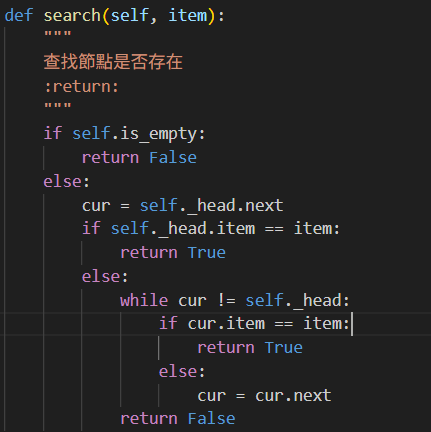 def search(self, item):
    """
    查找節點是否存在
    :return:
    """
    if self.is_empty:
        return False
    else:
        cur = self._head.next
        if self._head.item == item:
            return True
        else:
            while cur != self._head:
                if cur.item == item:
                    return True
                else:
                    cur = cur.next
            return False